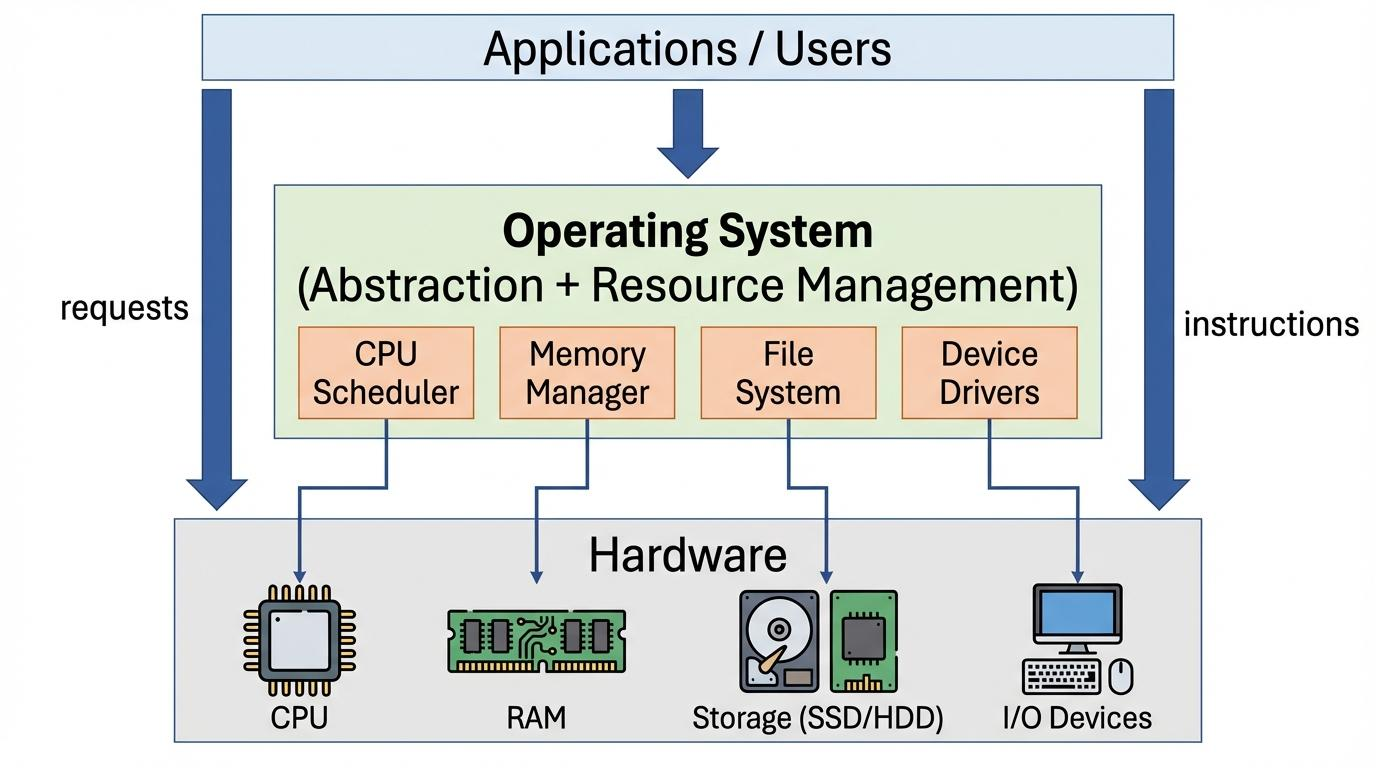 Applications / Users
requests
instructions
Operating System
(Abstraction + Resource Management)
CPU
Scheduler
Memory
Manager
File
System
Device
Drivers
Hardware
CPU
RAM
Storage (SSD/HDD)
I/O Devices